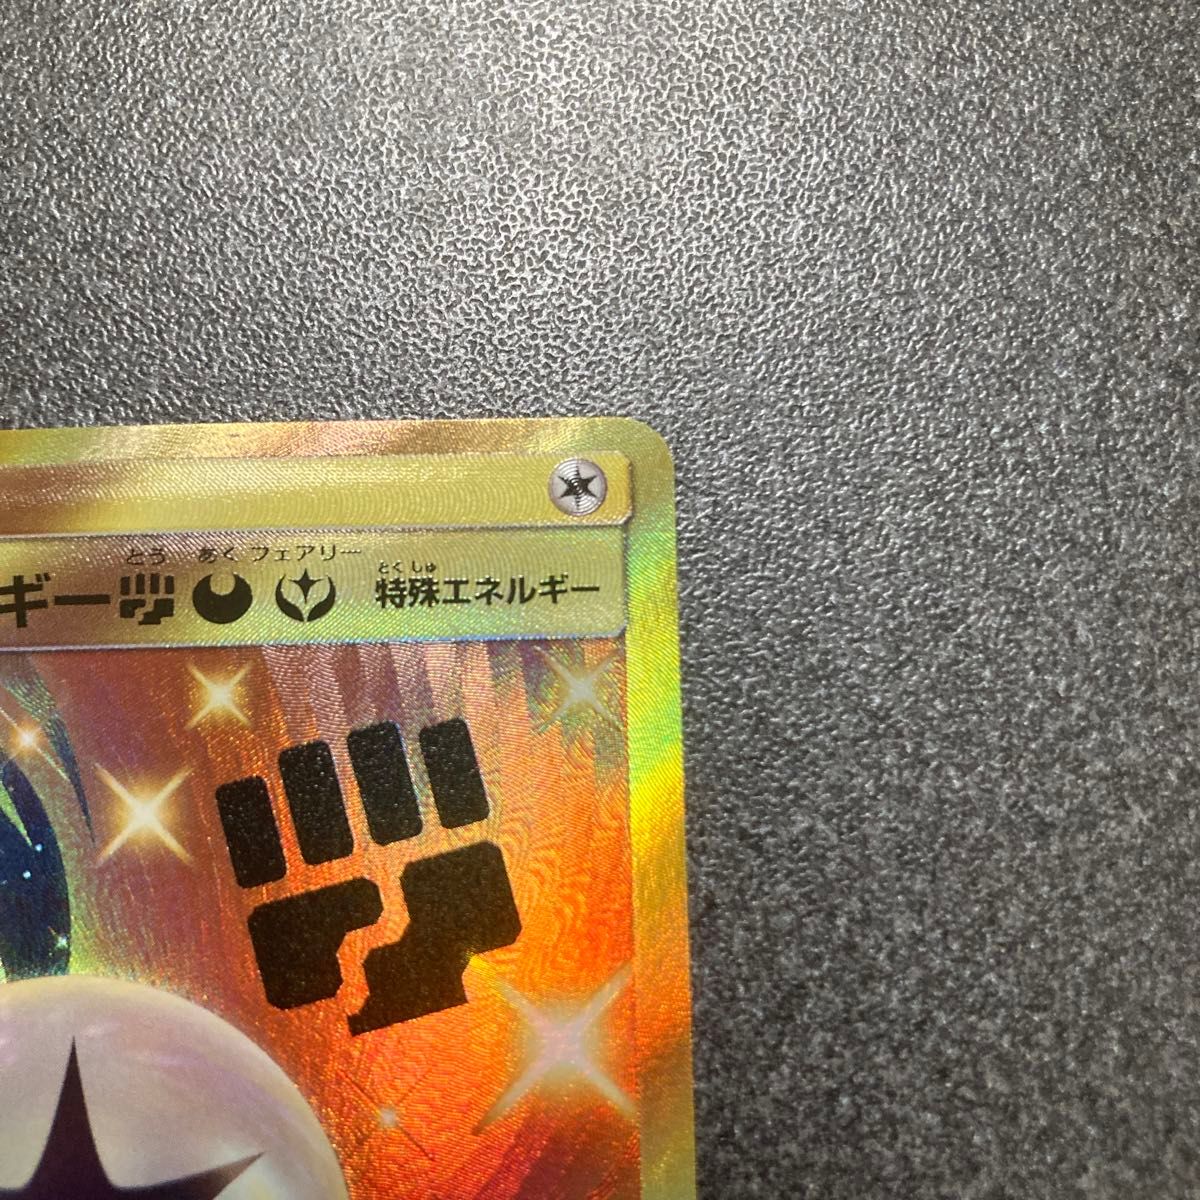 とう あく フェアリー
ギー
とくしゅ
特殊エネルギー